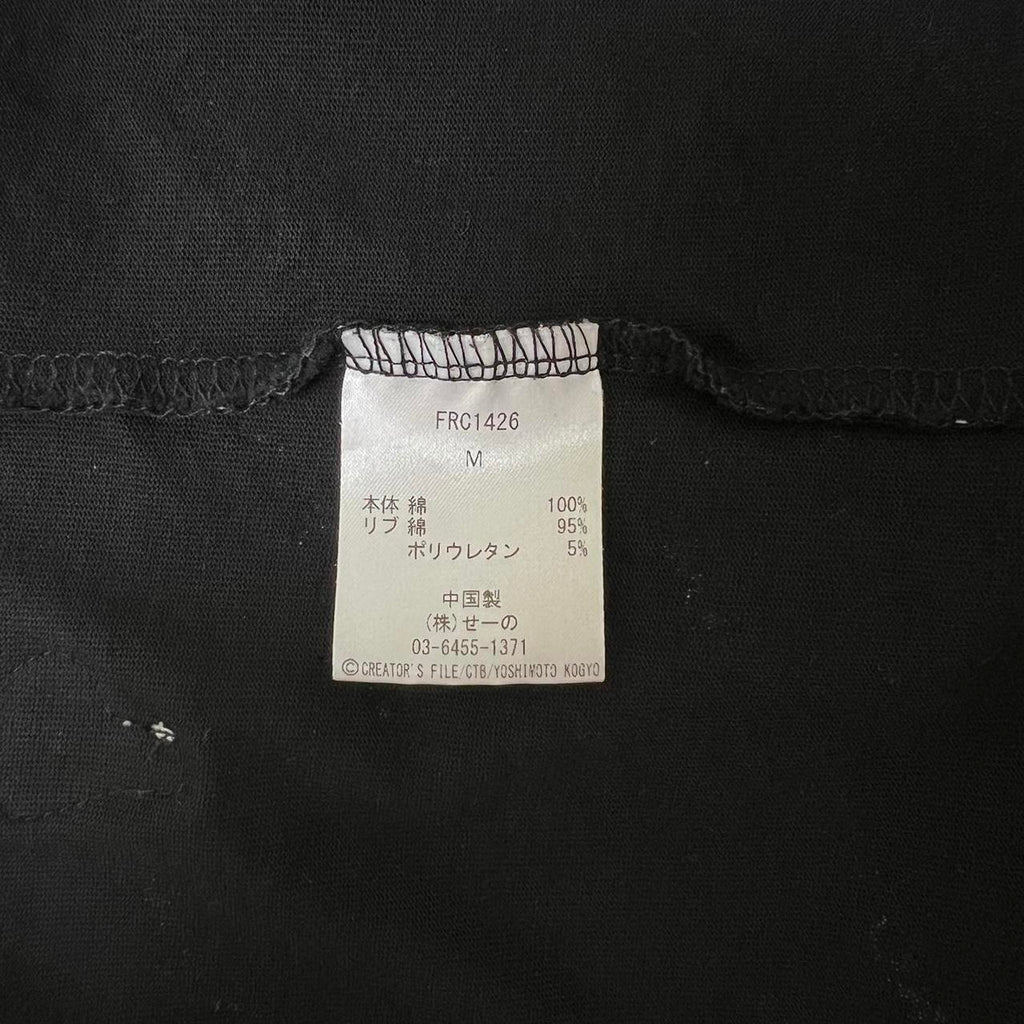 FRC1426
M
本体 綿 100%
リブ 綿 95%
ポリウレタン 5%
中国製
(株)せーの
03-6455-1371
©CREATOR'S FILE/CTB/YOSHIMOTO KOGYO